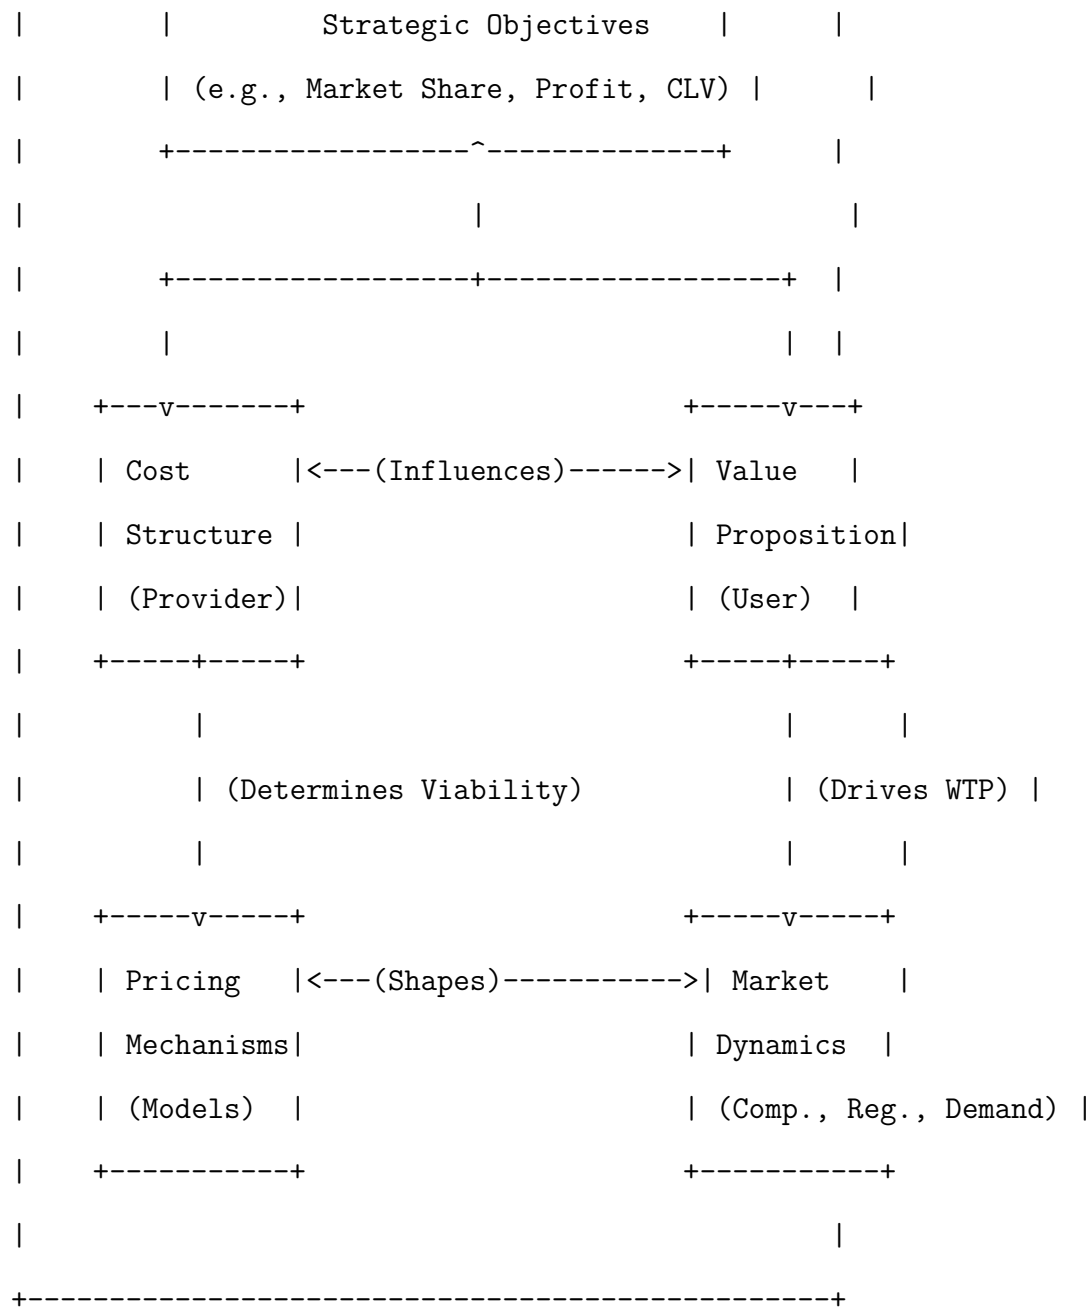 |         |         Strategic Objectives    |      |
|         | (e.g., Market Share, Profit, CLV) |      |
|         +------------------^--------------+      |
|                            |                      |
|         +------------------+------------------+  |
|         |                                      |  |
|    +---v-------+                       +-----v---+
|    | Cost      |<---(Influences)------>| Value   |
|    | Structure |                       | Proposition|
|    | (Provider)|                       | (User)  |
|    +-----+-----+                       +-----+-----+
|          |                                   |      |
|          | (Determines Viability)            | (Drives WTP) |
|          |                                   |      |
|    +-----v-----+                       +-----v-----+
|    | Pricing   |<---(Shapes)----------->| Market    |
|    | Mechanisms|                       | Dynamics  |
|    | (Models)  |                       | (Comp., Reg., Demand) |
|    +-----------+                       +-----------+
|                                                  |
+--------------------------------------------------+